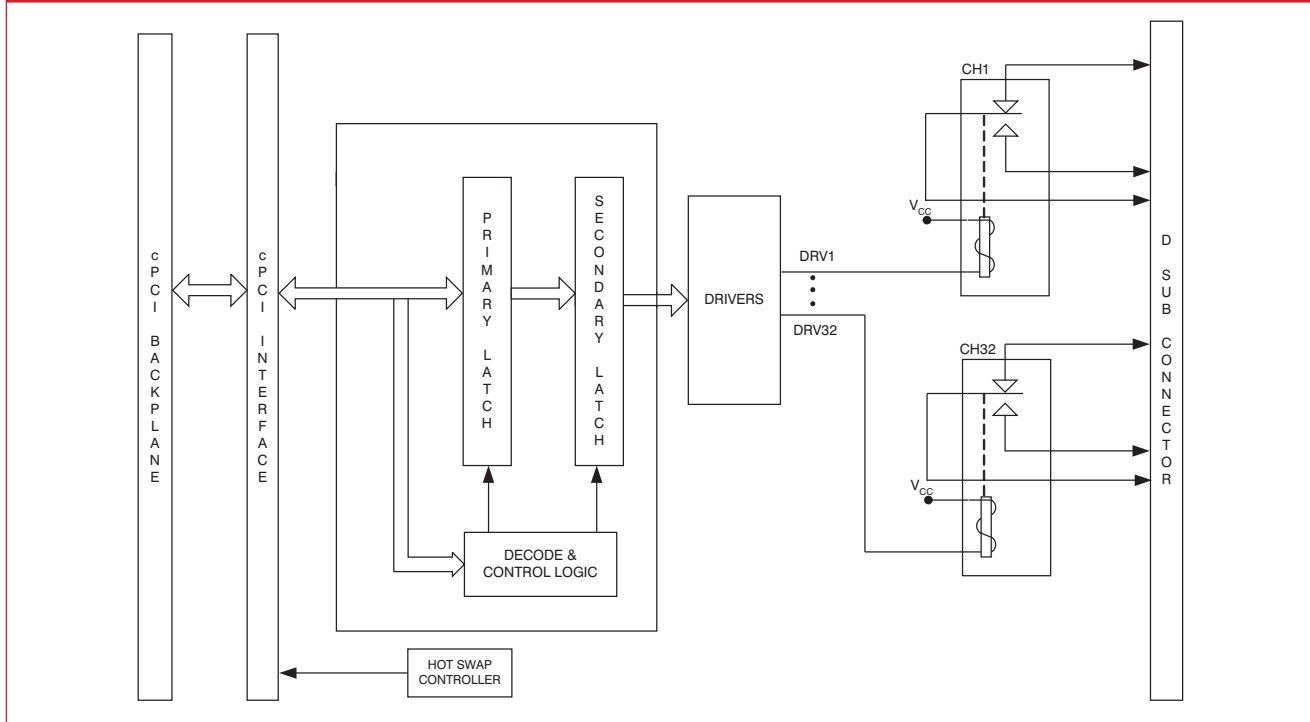 cPCI BACKPLANE
cPCI INTERFACE
PRIMARY LATCH
SECONDARY LATCH
DECODE &
CONTROL LOGIC
HOT SWAP
CONTROLLER
DRIVERS
DRV1
DRV32
CH1
VCC
CH32
VCC
D SUB CONNECTOR